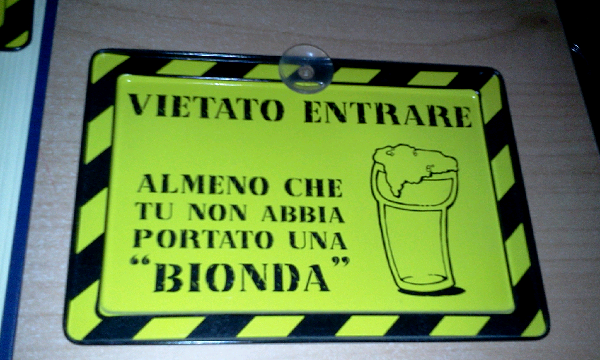 VIETATO ENTRARE
ALMENO CHE
TU NON ABBIA
PORTATO UNA
“BIONDA”